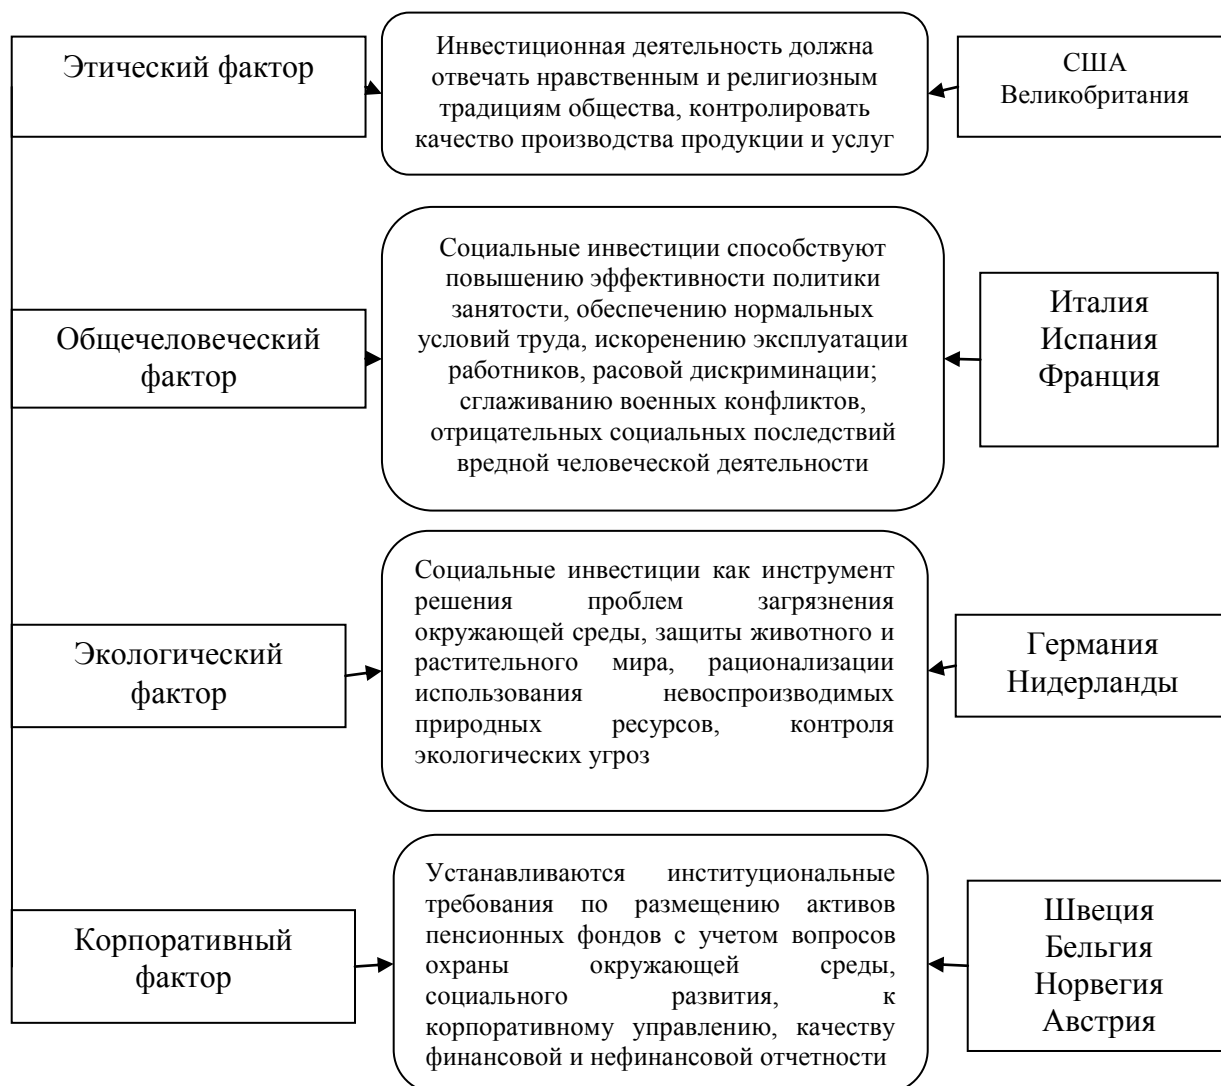 Этический фактор
Инвестиционная деятельность должна
отвечать нравственным и религиозным
традициям общества, контролировать
качество производства продукции и услуг
США
Великобритания
Общечеловеческий
фактор
Социальные инвестиции способствуют
повышению эффективности политики
занятости, обеспечению нормальных
условий труда, искоренению эксплуатации
работников, расовой дискриминации;
сглаживанию военных конфликтов,
отрицательных социальных последствий
вредной человеческой деятельности
Италия
Испания
Франция
Экологический
фактор
Социальные инвестиции как инструмент
решения проблем загрязнения
окружающей среды, защиты животного и
растительного мира, рационализации
использования невоспроизводимых
природных ресурсов, контроля
экологических угроз
Германия
Нидерланды
Корпоративный
фактор
Устанавливаются институциональные
требования по размещению активов
пенсионных фондов с учетом вопросов
охраны окружающей среды,
социального развития, к
корпоративному управлению, качеству
финансовой и нефинансовой отчетности
Швеция
Бельгия
Норвегия
Австрия